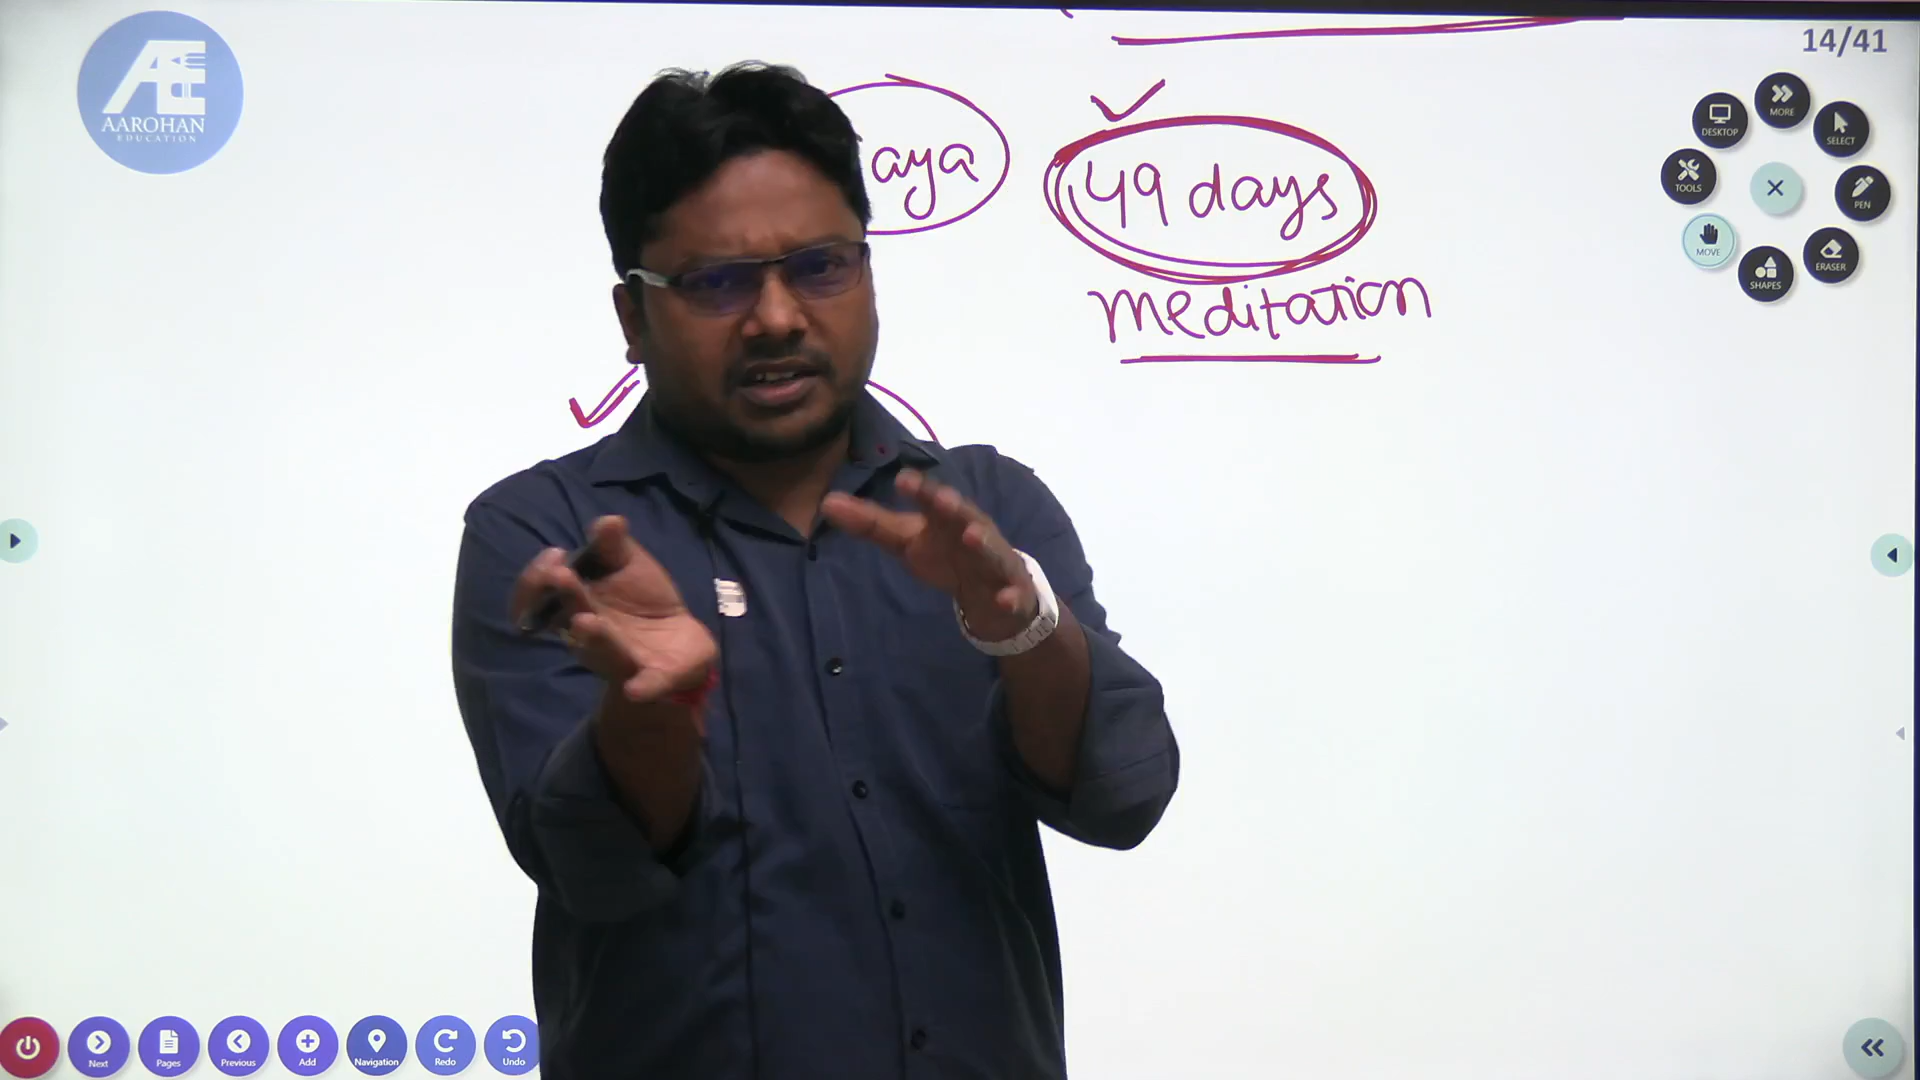 14/41
AE
AAROHAN
EDUCATION
aya
49 days
meditation
MORE
DESKTOP
SELECT
TOOLS
PEN
MOVE
ERASER
SHAPES
Next
Pages
Previous
Add
Navigation
Redo
Undo